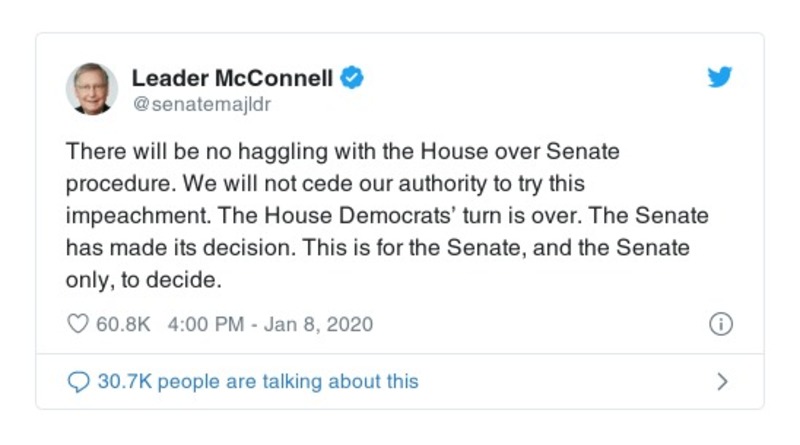 Leader McConnell
@senatemajldr
There will be no haggling with the House over Senate
procedure. We will not cede our authority to try this
impeachment. The House Democrats’ turn is over. The Senate
has made its decision. This is for the Senate, and the Senate
only, to decide.
60.8K 4:00 PM - Jan 8, 2020
30.7K people are talking about this